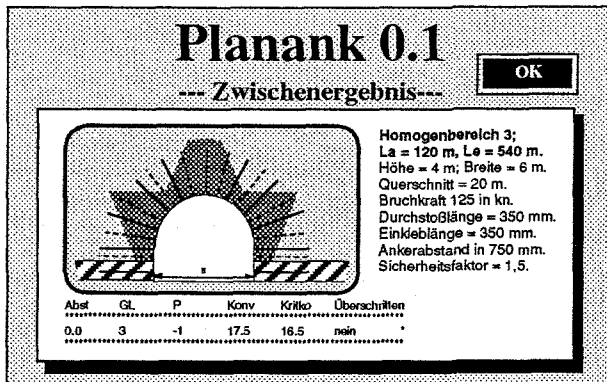 Planank 0.1
OK
--- Zwischenergebnis---
Homogenbereich 3;
La = 120 m, Le = 540 m.
Höhe = 4 m; Breite = 6 m.
Querschnitt = 20 m.
Bruchkraft 125 in kn.
Durchstoßlänge = 350 mm.
Einkleblänge = 350 mm.
Ankerabstand in 750 mm.
Sicherheitsfaktor = 1,5.
Abst GL P Konv Kritko Überschritten
0.0 3 -1 17.5 16.5 nein *